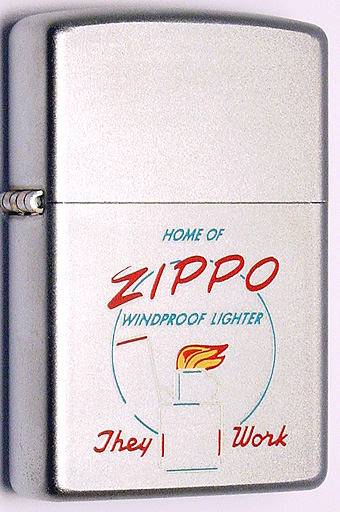 HOME OF
ZIPPO
WINDPROOF LIGHTER
They Work